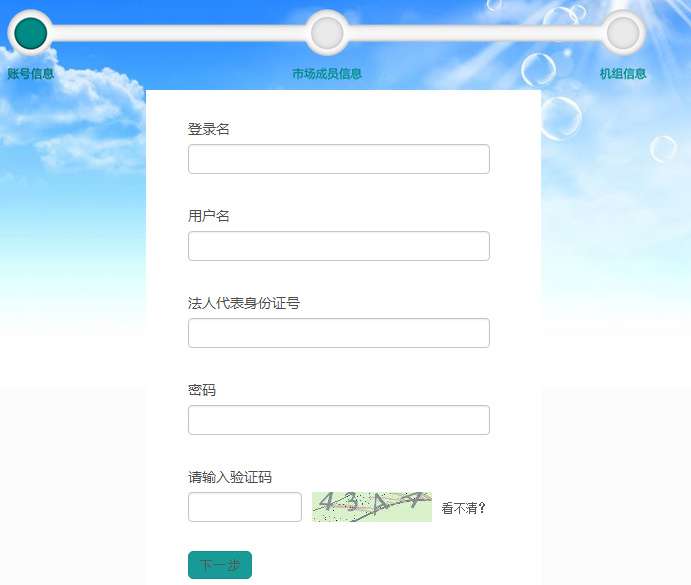 账号信息
市场成员信息
机组信息
登录名
用户名
法人代表身份证号
密码
请输入验证码
看不清？
下一步